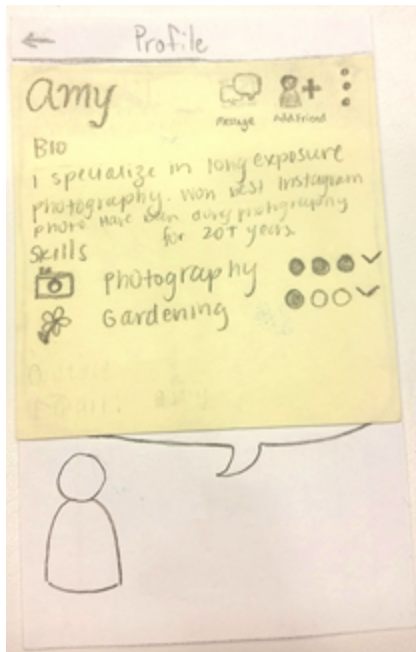 Profile
Amy
Message Add Friend
Bio
I specialize in long exposure
photography. Won best Instagram
photo. Have been doing photography
for 20+ years
Skills
Photography
Gardening